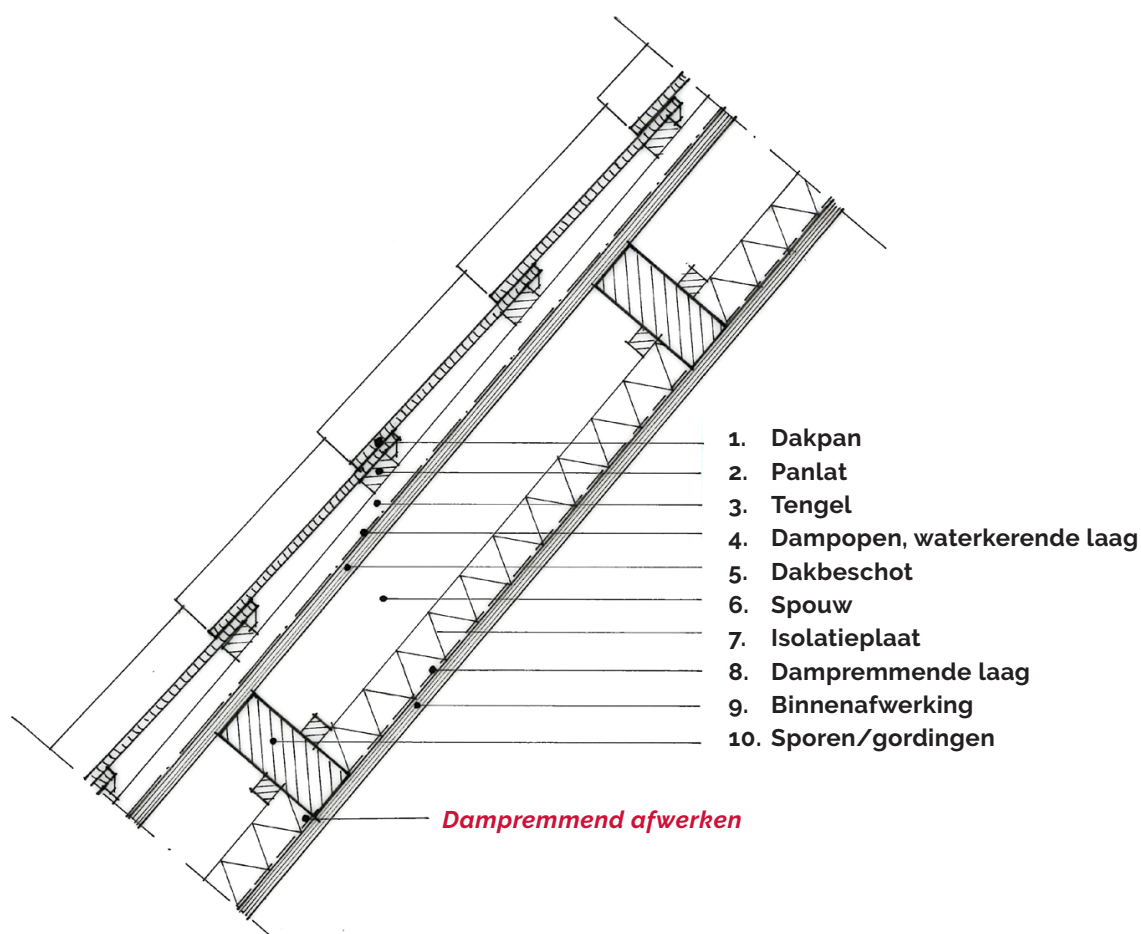 1. Dakpan
2. Panlat
3. Tengel
4. Dampopen, waterkerende laag
5. Dakbeschot
6. Spouw
7. Isolatieplaat
8. Dampremmende laag
9. Binnenafwerking
10. Sporen/gordingen
Dampremmend afwerken